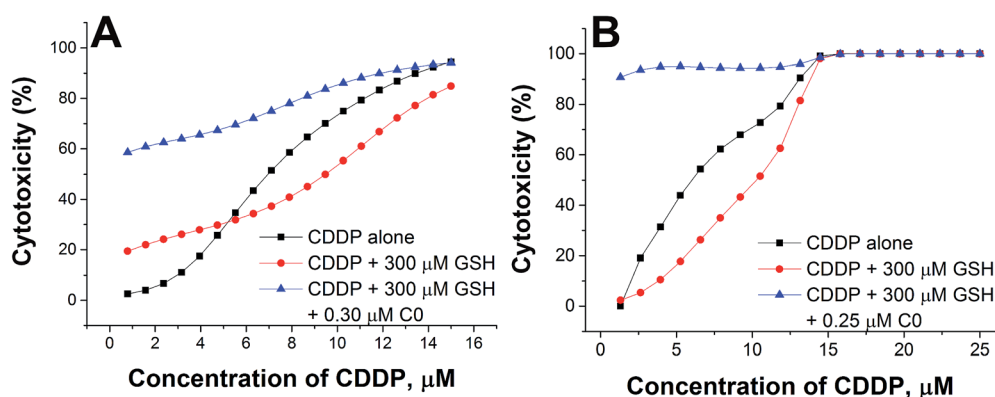 A
Cytotoxicity (%)
100
80
60
40
20
0
CDDP alone
CDDP + 300 μM GSH
CDDP + 300 μM GSH
+ 0.30 μM C0
0 2 4 6 8 10 12 14 16
Concentration of CDDP, μM
B
Cytotoxicity (%)
100
80
60
40
20
0
CDDP alone
CDDP + 300 μM GSH
CDDP + 300 μM GSH
+ 0.25 μM C0
0 5 10 15 20 25
Concentration of CDDP, μM